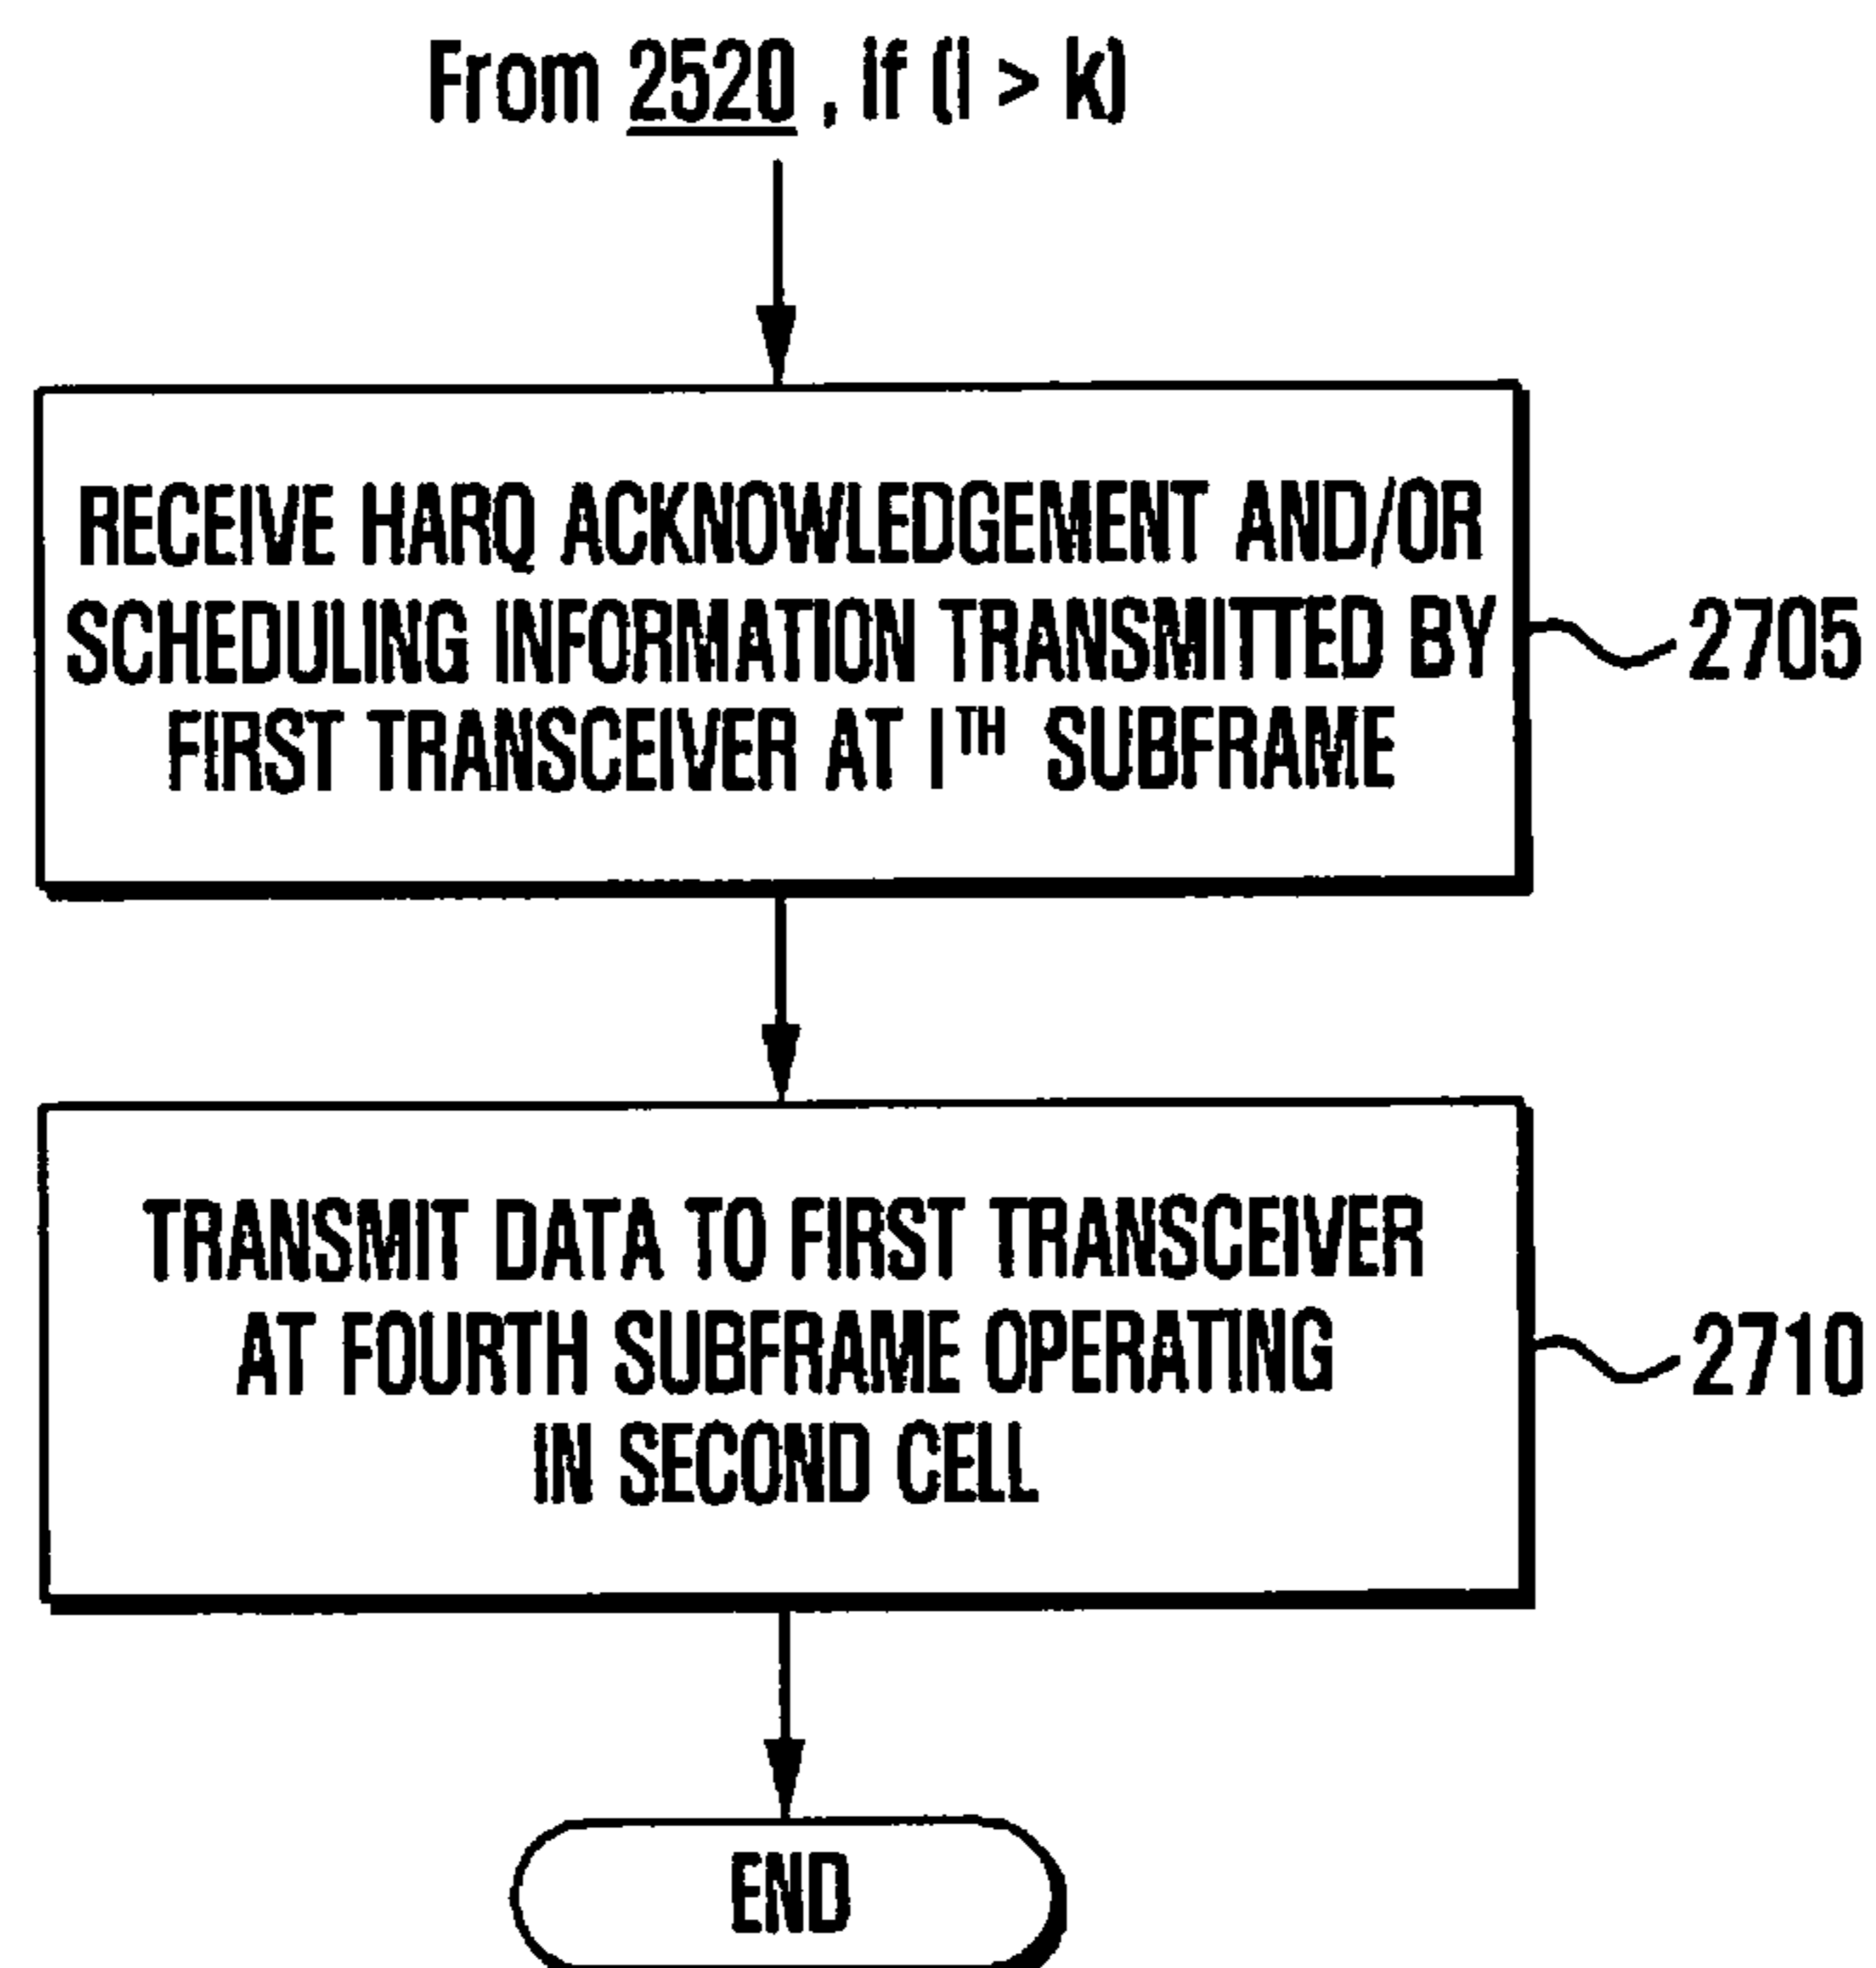 From 2520 , if (i > k)
RECEIVE HARQ ACKNOWLEDGEMENT AND/OR
SCHEDULING INFORMATION TRANSMITTED BY
FIRST TRANSCEIVER AT I TH SUBFRAME
2705
TRANSMIT DATA TO FIRST TRANSCEIVER
AT FOURTH SUBFRAME OPERATING
IN SECOND CELL
2710
END